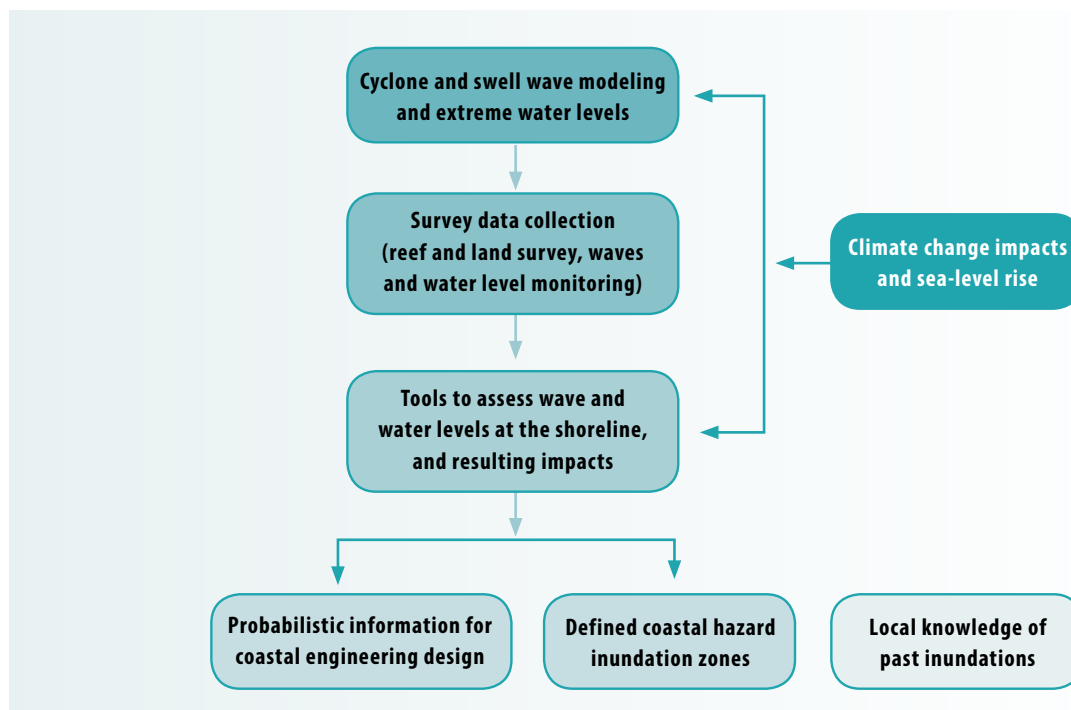 Cyclone and swell wave modeling
and extreme water levels
Survey data collection
(reef and land survey, waves
and water level monitoring)
Climate change impacts
and sea-level rise
Tools to assess wave and
water levels at the shoreline,
and resulting impacts
Probabilistic information for
coastal engineering design
Defined coastal hazard
inundation zones
Local knowledge of
past inundations